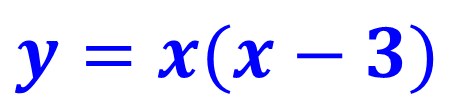 y = x(x − 3)